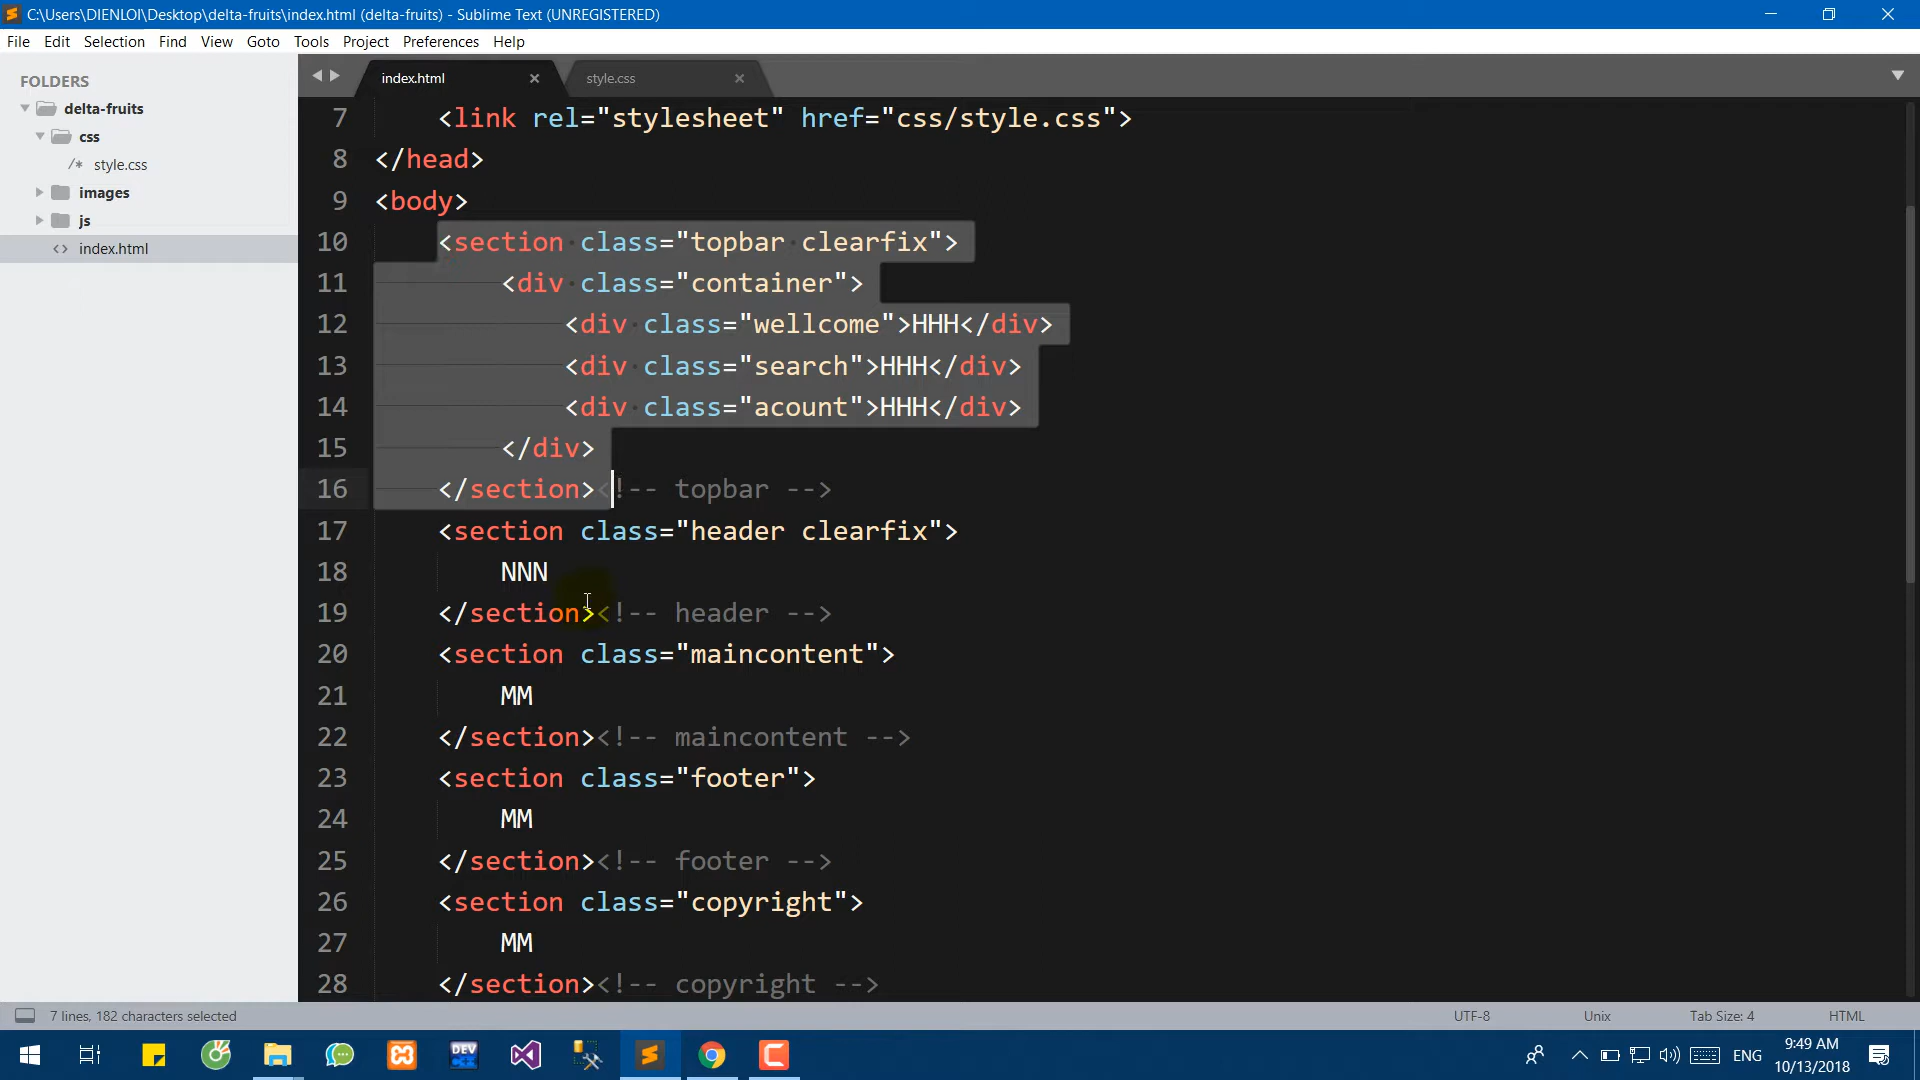 C:\Users\DIENLOI\Desktop\delta-fruits\index.html (delta-fruits) - Sublime Text (UNREGISTERED)
File Edit Selection Find View Goto Tools Project Preferences Help
FOLDERS
delta-fruits
css
/* style.css
images
js
<> index.html
index.html × style.css ×
7 <link rel="stylesheet" href="css/style.css">
8 </head>
9 <body>
10 <section class="topbar clearfix">
11 <div class="container">
12 <div class="wellcome">HHH</div>
13 <div class="search">HHH</div>
14 <div class="acount">HHH</div>
15 </div>
16 </section><!-- topbar -->
17 <section class="header clearfix">
18 NNN
19 </section><!-- header -->
20 <section class="maincontent">
21 MM
22 </section><!-- maincontent -->
23 <section class="footer">
24 MM
25 </section><!-- footer -->
26 <section class="copyright">
27 MM
28 </section><!-- copyright -->
7 lines, 182 characters selected UTF-8 Unix Tab Size: 4 HTML
DEV
ENG
9:49 AM
10/13/2018